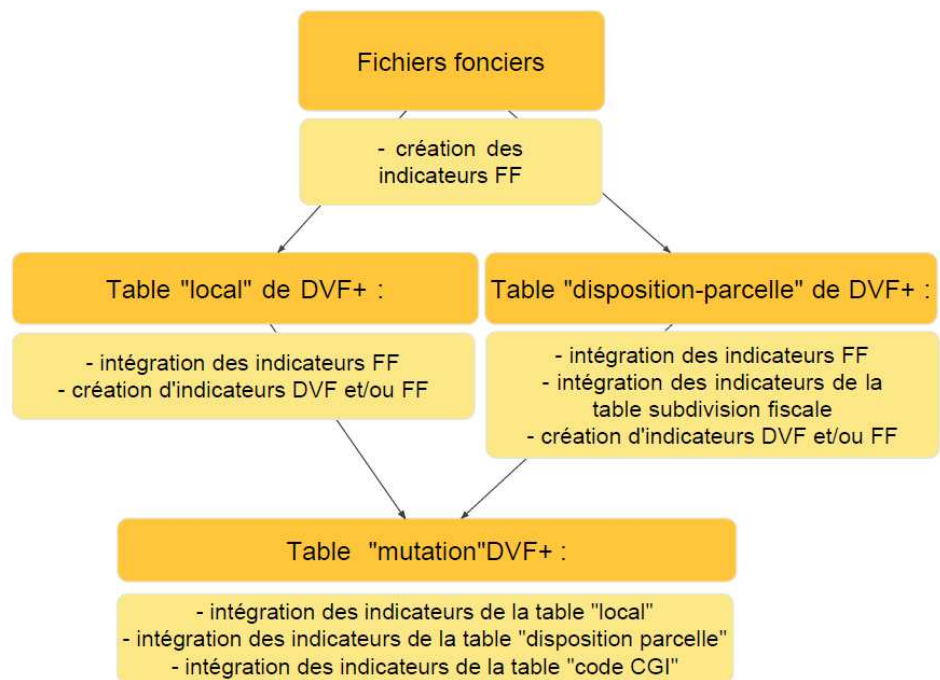 Fichiers fonciers
- création des
indicateurs FF
Table "local" de DVF+ :
- intégration des indicateurs FF
- création d'indicateurs DVF et/ou FF
Table "disposition-parcelle" de DVF+ :
- intégration des indicateurs FF
- intégration des indicateurs de la
table subdivision fiscale
- création d'indicateurs DVF et/ou FF
Table "mutation"DVF+ :
- intégration des indicateurs de la table "local"
- intégration des indicateurs de la table "disposition parcelle"
- intégration des indicateurs de la table "code CGI"